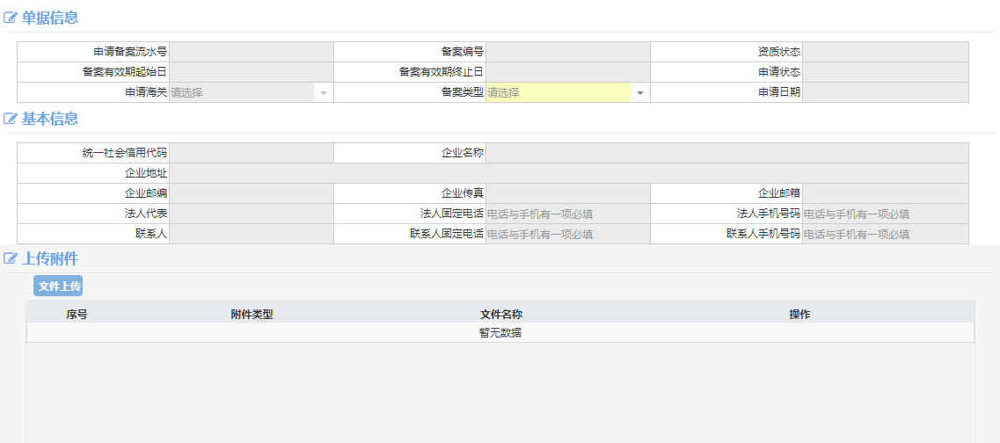 单据信息
申请备案流水号 备案编号 资质状态
备案有效期起始日 备案有效期终止日 申请状态
申请海关 请选择 备案类型 请选择 申请日期
基本信息
统一社会信用代码 企业名称
企业地址
企业邮编 企业传真 企业邮箱
法人代表 法人固定电话 电话与手机有一项必填 法人手机号码 电话与手机有一项必填
联系人 联系人固定电话 电话与手机有一项必填 联系人手机号码 电话与手机有一项必填
上传附件
文件上传
序号 附件类型 文件名称 操作
暂无数据